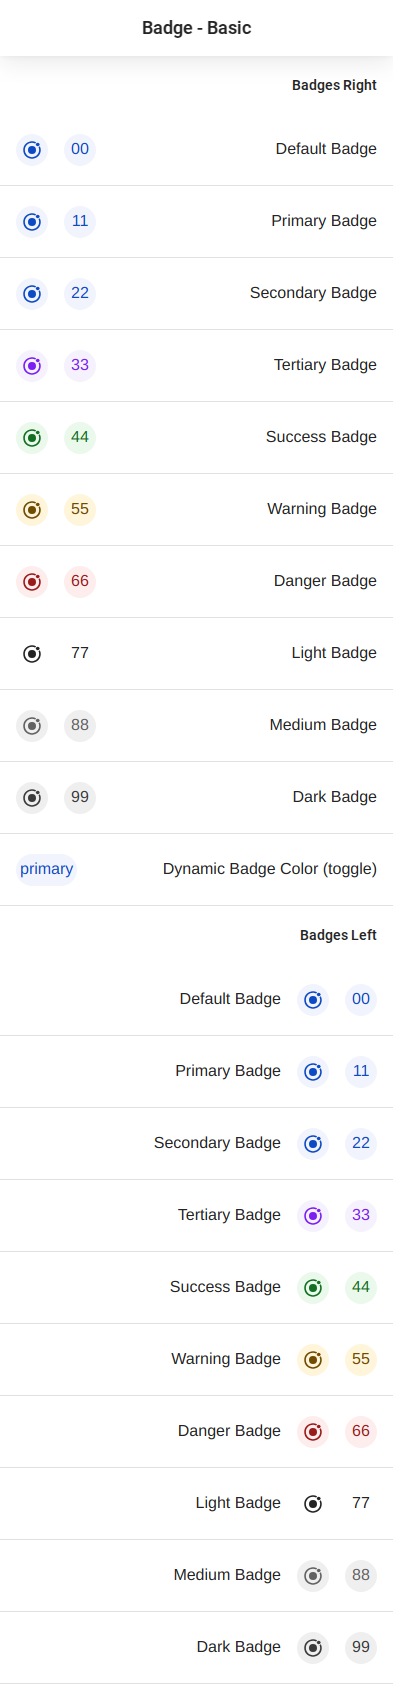 Badge - Basic
Badges Right
00 Default Badge
11 Primary Badge
22 Secondary Badge
33 Tertiary Badge
44 Success Badge
55 Warning Badge
66 Danger Badge
77 Light Badge
88 Medium Badge
99 Dark Badge
primary Dynamic Badge Color (toggle)
Badges Left
Default Badge 00
Primary Badge 11
Secondary Badge 22
Tertiary Badge 33
Success Badge 44
Warning Badge 55
Danger Badge 66
Light Badge 77
Medium Badge 88
Dark Badge 99